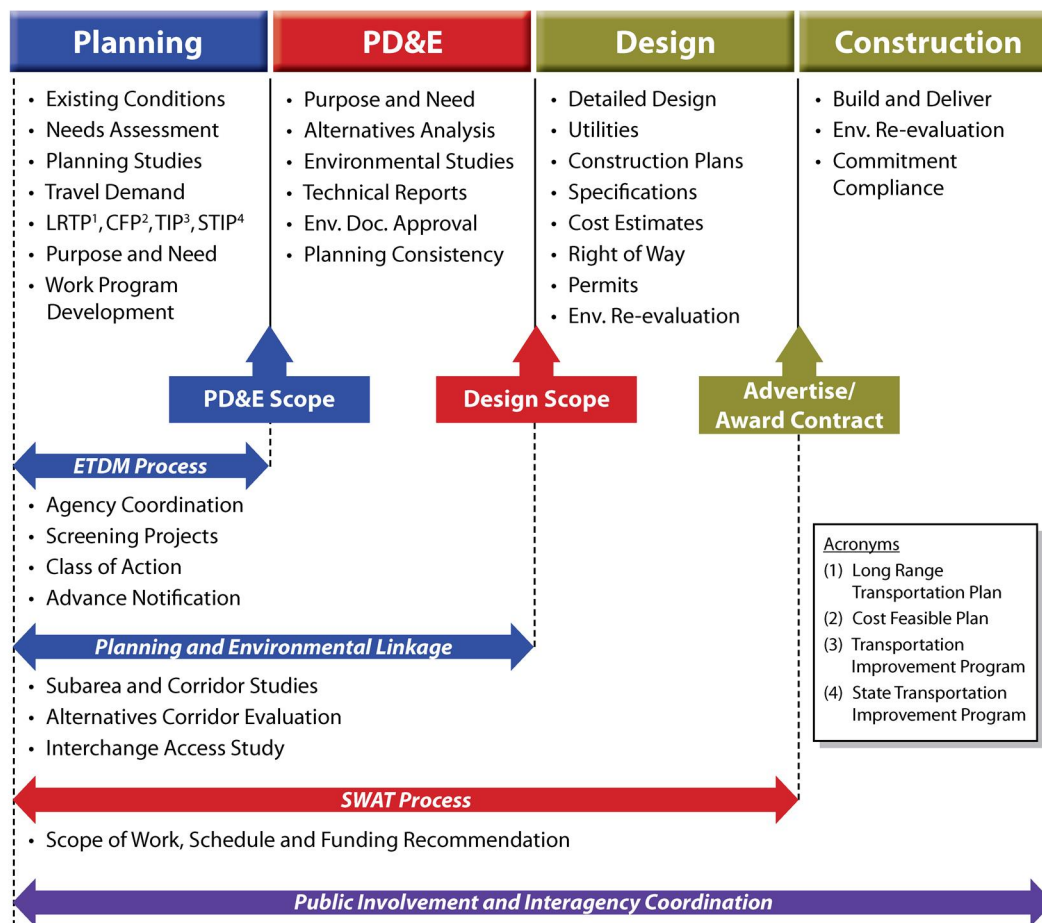 Planning
PD&E
Design
Construction
• Existing Conditions
• Needs Assessment
• Planning Studies
• Travel Demand
• LRTP¹, CFP², TIP³, STIP⁴
• Purpose and Need
• Work Program
Development
• Purpose and Need
• Alternatives Analysis
• Environmental Studies
• Technical Reports
• Env. Doc. Approval
• Planning Consistency
• Detailed Design
• Utilities
• Construction Plans
• Specifications
• Cost Estimates
• Right of Way
• Permits
• Env. Re-evaluation
• Build and Deliver
• Env. Re-evaluation
• Commitment
Compliance
PD&E Scope
Design Scope
Advertise/
Award Contract
ETDM Process
• Agency Coordination
• Screening Projects
• Class of Action
• Advance Notification
Planning and Environmental Linkage
• Subarea and Corridor Studies
• Alternatives Corridor Evaluation
• Interchange Access Study
Acronyms
(1) Long Range
Transportation Plan
(2) Cost Feasible Plan
(3) Transportation
Improvement Program
(4) State Transportation
Improvement Program
SWAT Process
• Scope of Work, Schedule and Funding Recommendation
Public Involvement and Interagency Coordination